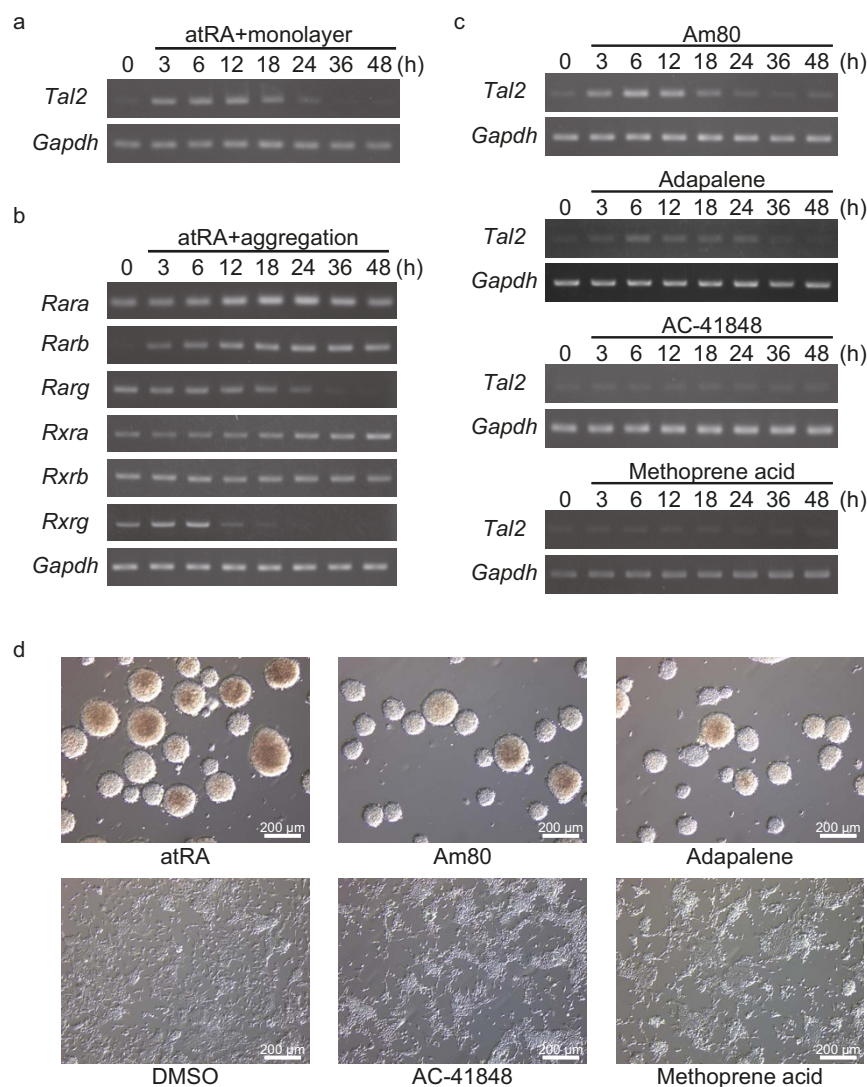 a
atRA+monolayer
0 3 6 12 18 24 36 48 (h)
Tal2
Gapdh
b
atRA+aggregation
0 3 6 12 18 24 36 48 (h)
Rara
Rarb
Rarg
Rxra
Rxrb
Rxrg
Gapdh
c
Am80
0 3 6 12 18 24 36 48 (h)
Tal2
Gapdh
Adapalene
0 3 6 12 18 24 36 48 (h)
Tal2
Gapdh
AC-41848
0 3 6 12 18 24 36 48 (h)
Tal2
Gapdh
Methoprene acid
0 3 6 12 18 24 36 48 (h)
Tal2
Gapdh
d
200 μm 200 μm 200 μm
atRA Am80 Adapalene
200 μm 200 μm 200 μm
DMSO AC-41848 Methoprene acid